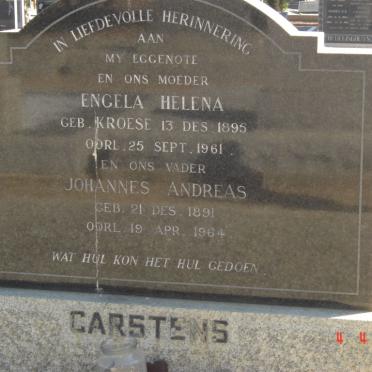 IN LIEFDEVOLLE HERINNERING
AAN
MY EGGENOTE
EN ONS MOEDER
ENGELA HELENA
GEB. KROESE 13 DES. 1895
OORL. 25 SEPT. 1961.
EN ONS VADER
JOHANNES ANDREAS
GEB. 21 DES. 1891
OORL. 19 APR. 1964
WAT HUL KON HET HUL GEDOEN.
CARSTENS
4 4